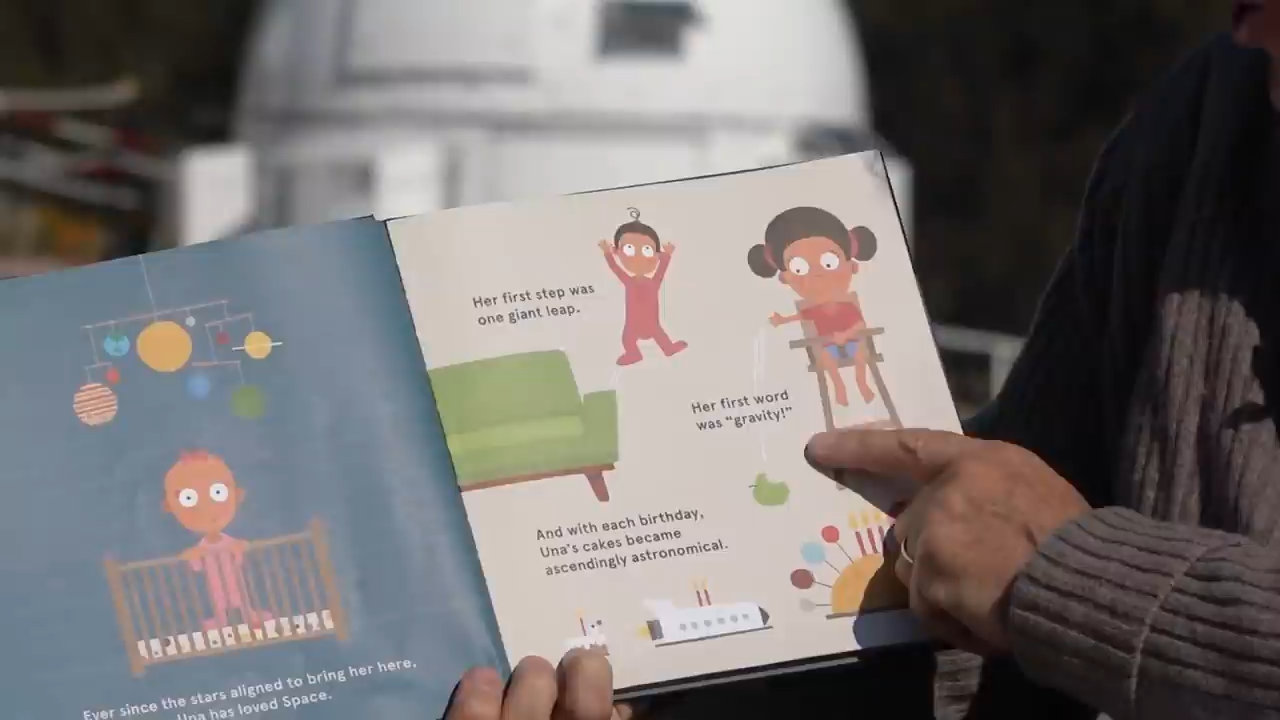 Ever since the stars aligned to bring her here,
Una has loved Space.
Her first step was
one giant leap.
Her first word
was “gravity!”
And with each birthday,
Una's cakes became
ascendingly astronomical.